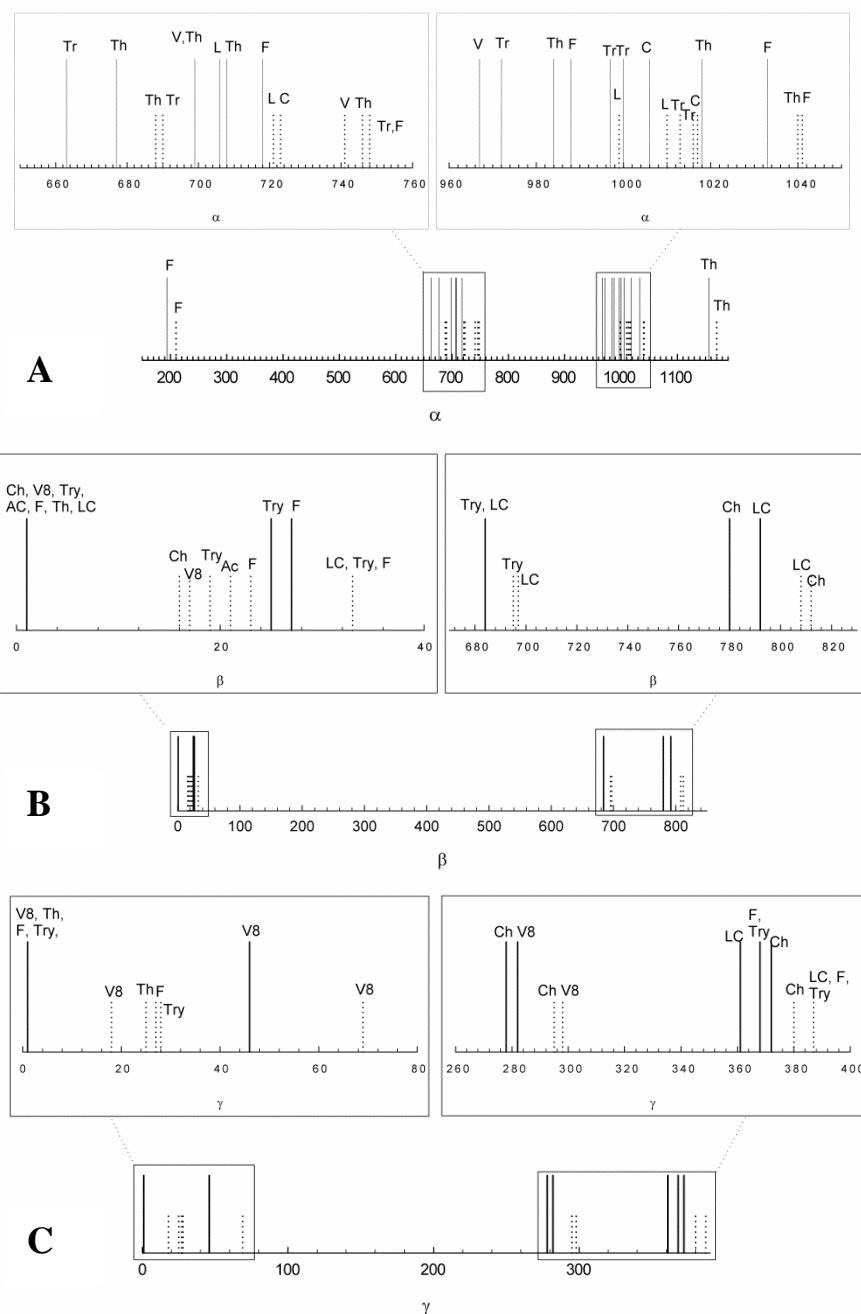 V,Th
Tr Th L Th F
Th Tr L C V Th
Tr,F
660 680 700 720 740 760
α
V Tr Th F TrTr C Th F
L L Tr C Th F
Tr
960 980 1000 1020 1040
α
F Th
F Th
200 300 400 500 600 700 800 900 1000 1100
A
α
Ch, V8, Try,
AC, F, Th, LC
Try F
Ch V8 Try Ac F LC, Try, F
0 20 40
β
Try, LC Ch LC
Try LC LC Ch
680 700 720 740 760 780 800 820
β
B
0 100 200 300 400 500 600 700 800
β
V8, Th,
F, Try,
V8
V8 Th F V8
Try
0 20 40 60 80
γ
F,
Ch V8 LC Try Ch
Ch V8 Ch LC, F,
Try
260 280 300 320 340 360 380 400
γ
C
0 100 200 300
γ